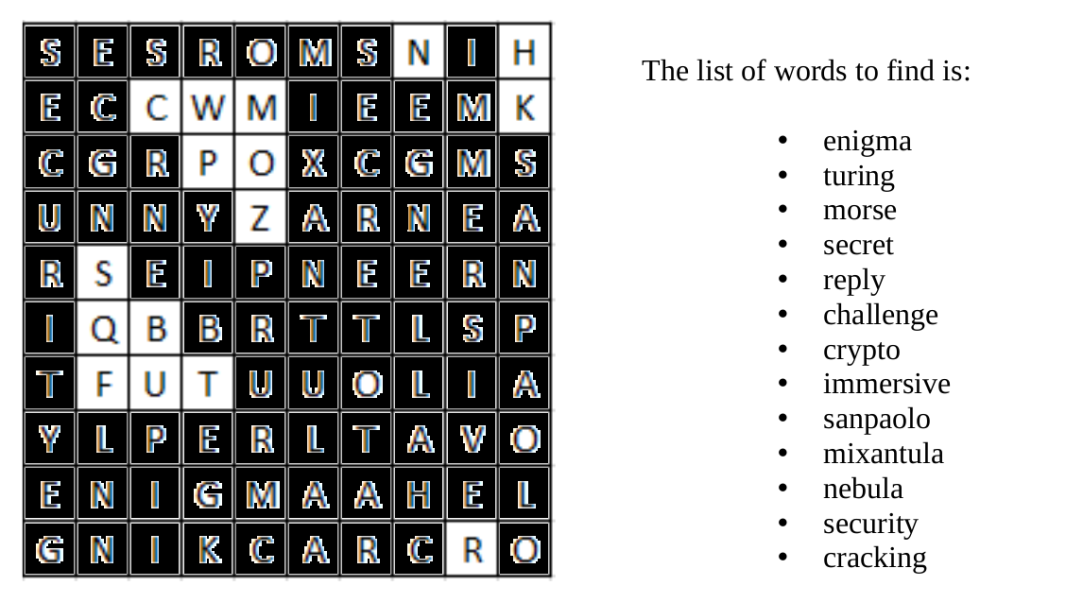 S E S R O M S N I H
E C C W M I E E M K
C G R P O X C G M S
U N N Y Z A R N E A
R S E I P N E E R N
I Q B B R T T L S P
T F U T U U O L I A
Y L P E R L T A V O
E N I G M A A H E L
G N I K C A R C R O
The list of words to find is:
• enigma
• turing
• morse
• secret
• reply
• challenge
• crypto
• immersive
• sanpaolo
• mixantula
• nebula
• security
• cracking